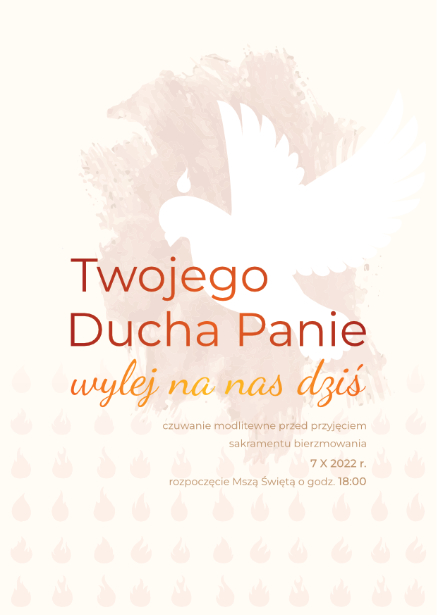 Twojego
Ducha Panie
wylej na nas dziś
czuwanie modlitewne przed przyjęciem
sakramentu bierzmowania
7 X 2022 r.
rozpoczęcie Mszą Świętą o godz. 18:00